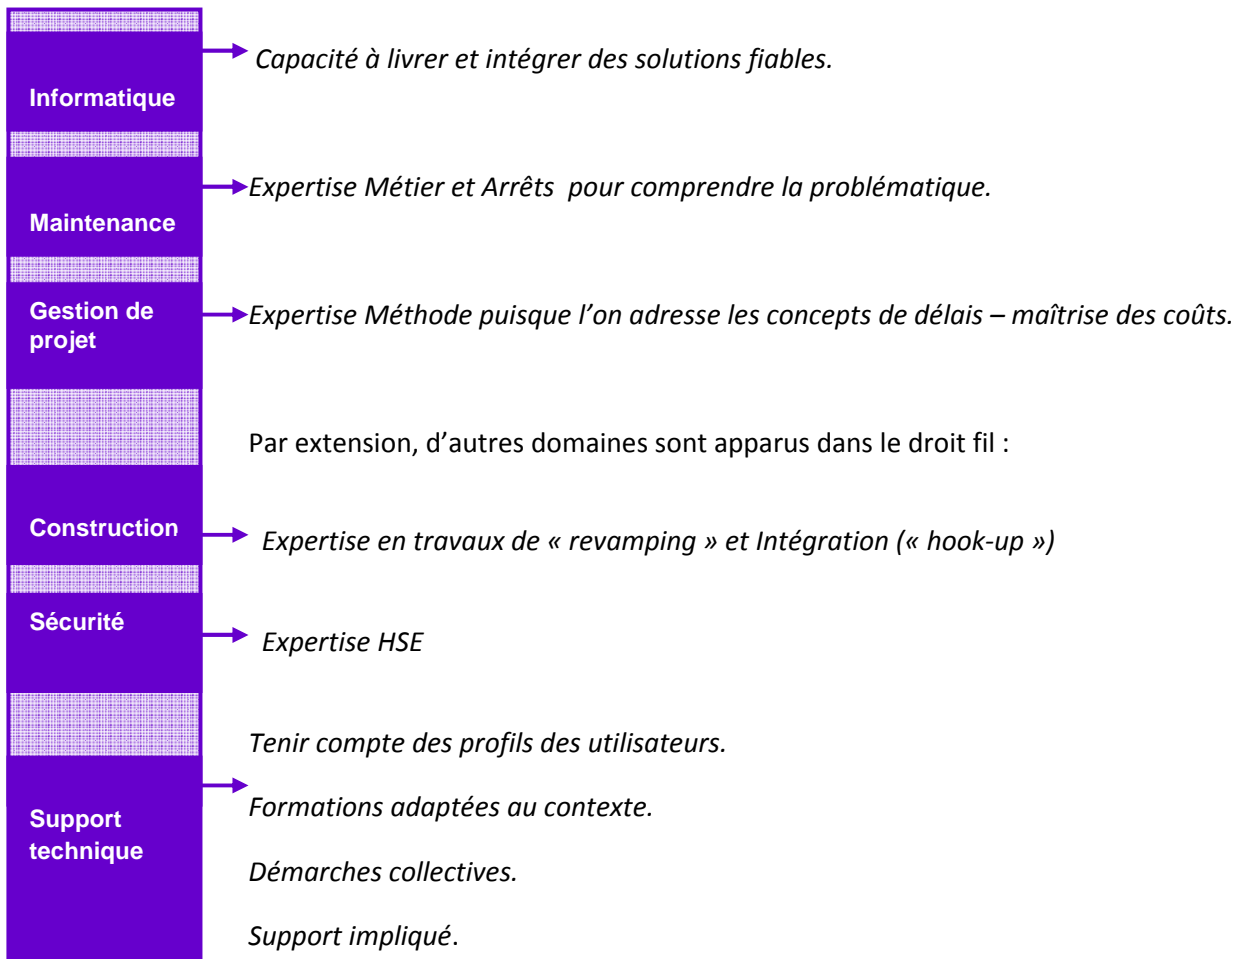 Capacité à livrer et intégrer des solutions fiables.
Informatique
Expertise Métier et Arrêts  pour comprendre la problématique.
Maintenance
Gestion de
projet
Expertise Méthode puisque l’on adresse les concepts de délais – maîtrise des coûts.
Par extension, d’autres domaines sont apparus dans le droit fil :
Construction
Expertise en travaux de « revamping » et Intégration (« hook-up »)
Sécurité
Expertise HSE
Tenir compte des profils des utilisateurs.
Formations adaptées au contexte.
Support
technique
Démarches collectives.
Support impliqué.